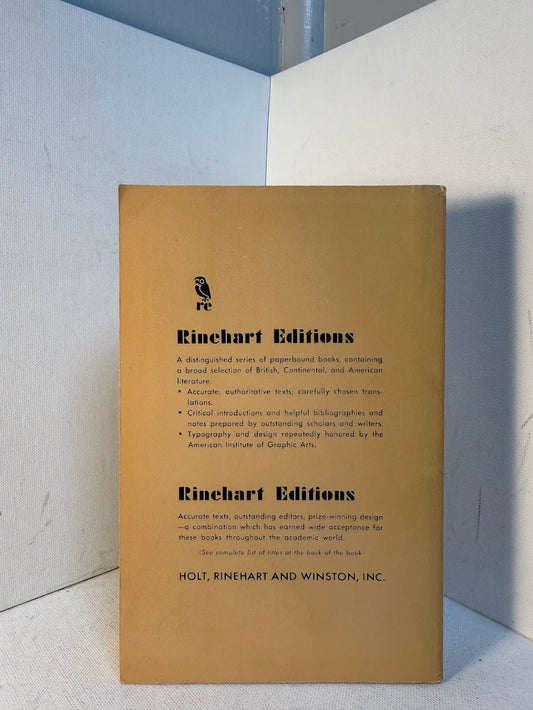 re
Rinehart Editions
A distinguished series of paperbound books, containing
a broad selection of British, Continental, and American
literature.
• Accurate, authoritative texts; carefully chosen trans-
lations.
• Critical introductions and helpful bibliographies and
notes prepared by outstanding scholars and writers.
• Typography and design repeatedly honored by the
American Institute of Graphic Arts.
Rinehart Editions
Accurate texts, outstanding editors, prize-winning design
—a combination which has earned wide acceptance for
these books throughout the academic world.
(See complete list of titles at the back of the book)
HOLT, RINEHART AND WINSTON, INC.